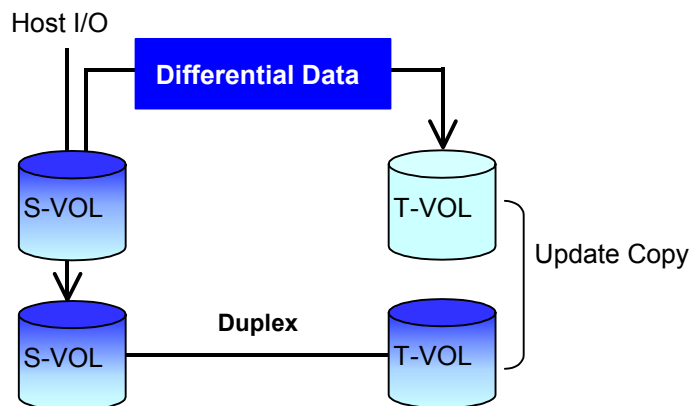 Host I/O
Differential Data
S-VOL
T-VOL
Update Copy
Duplex
S-VOL
T-VOL